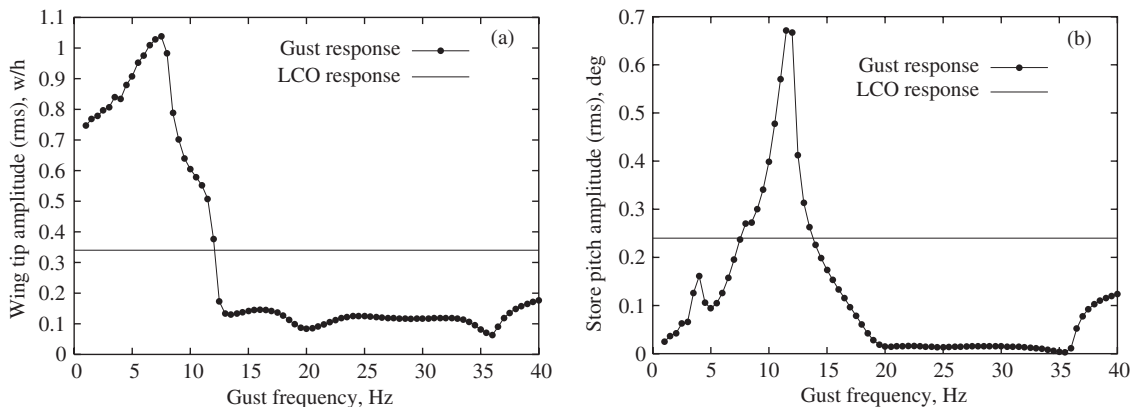 1.1
1
0.9
0.8
0.7
0.6
0.5
0.4
0.3
0.2
0.1
0
Wing tip amplitude (rms), w/h
(a)
Gust response
LCO response
0 5 10 15 20 25 30 35 40
Gust frequency, Hz
0.7
0.6
0.5
0.4
0.3
0.2
0.1
0
Store pitch amplitude (rms), deg
(b)
Gust response
LCO response
0 5 10 15 20 25 30 35 40
Gust frequency, Hz